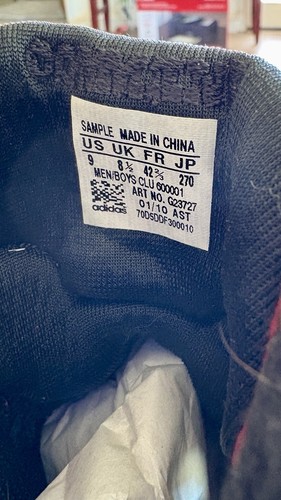 SAMPLE MADE IN CHINA
US UK FR JP
9 8½ 42⅔ 270
MEN/BOYS CLU 600001
ART NO. G23727
01/10 AST
adidas
70DSDDF300010